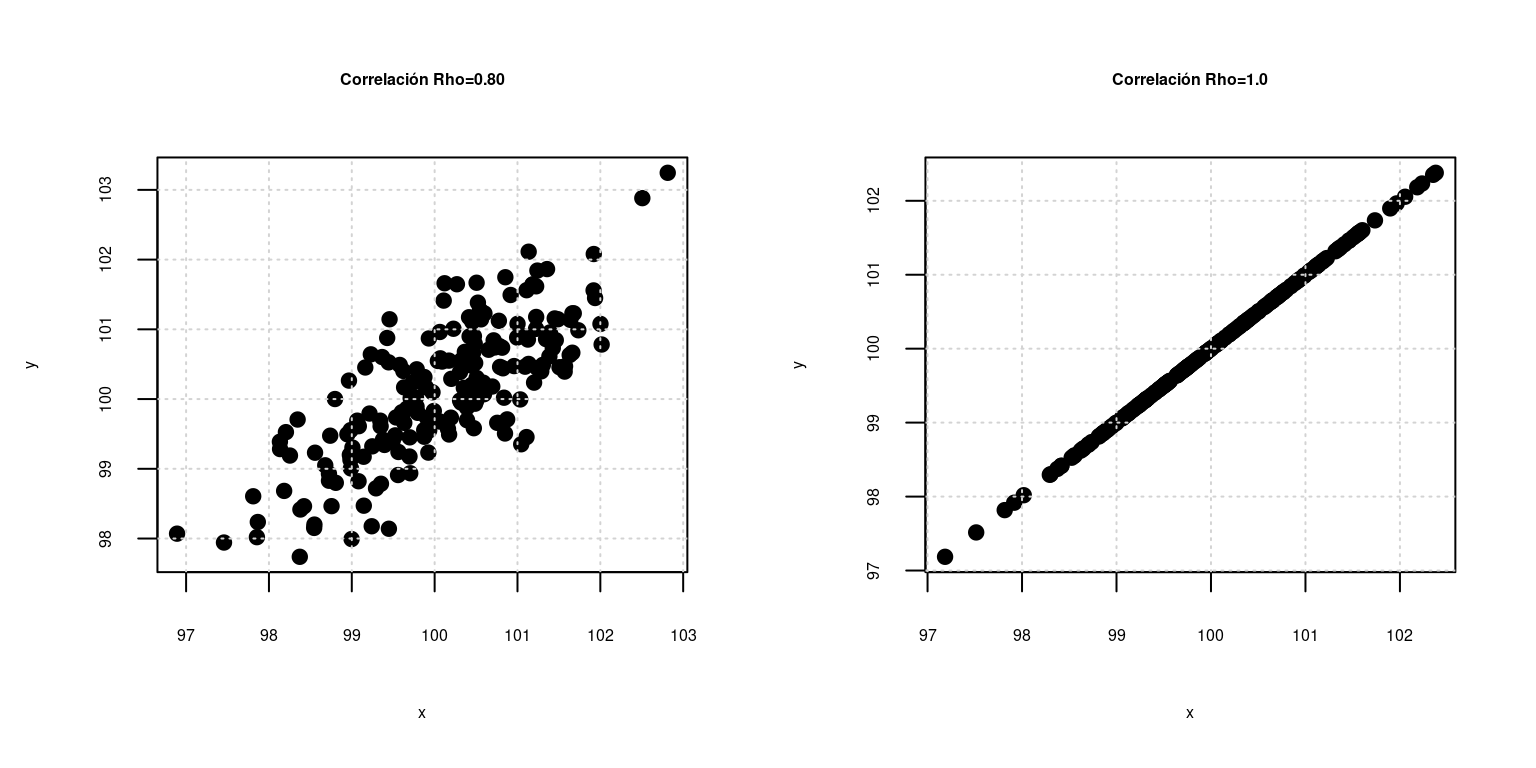 Correlación Rho=0.80
103
102
101
100
99
98
y
97 98 99 100 101 102 103
x
Correlación Rho=1.0
102
101
100
99
98
97
y
97 98 99 100 101 102
x